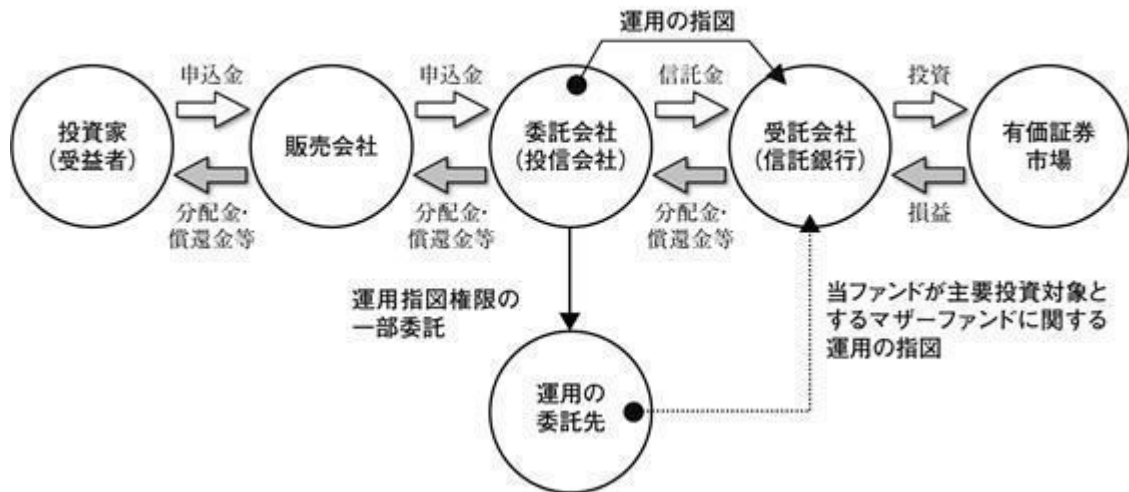 運用の指図
申込金
申込金
信託金
投資
投資家
(受益者)
販売会社
委託会社
(投信会社)
受託会社
(信託銀行)
有価証券
市場
分配金・
償還金等
分配金・
償還金等
分配金・
償還金等
損益
運用指図権限の
一部委託
当ファンドが主要投資対象と
するマザーファンドに関する
運用の指図
運用の
委託先